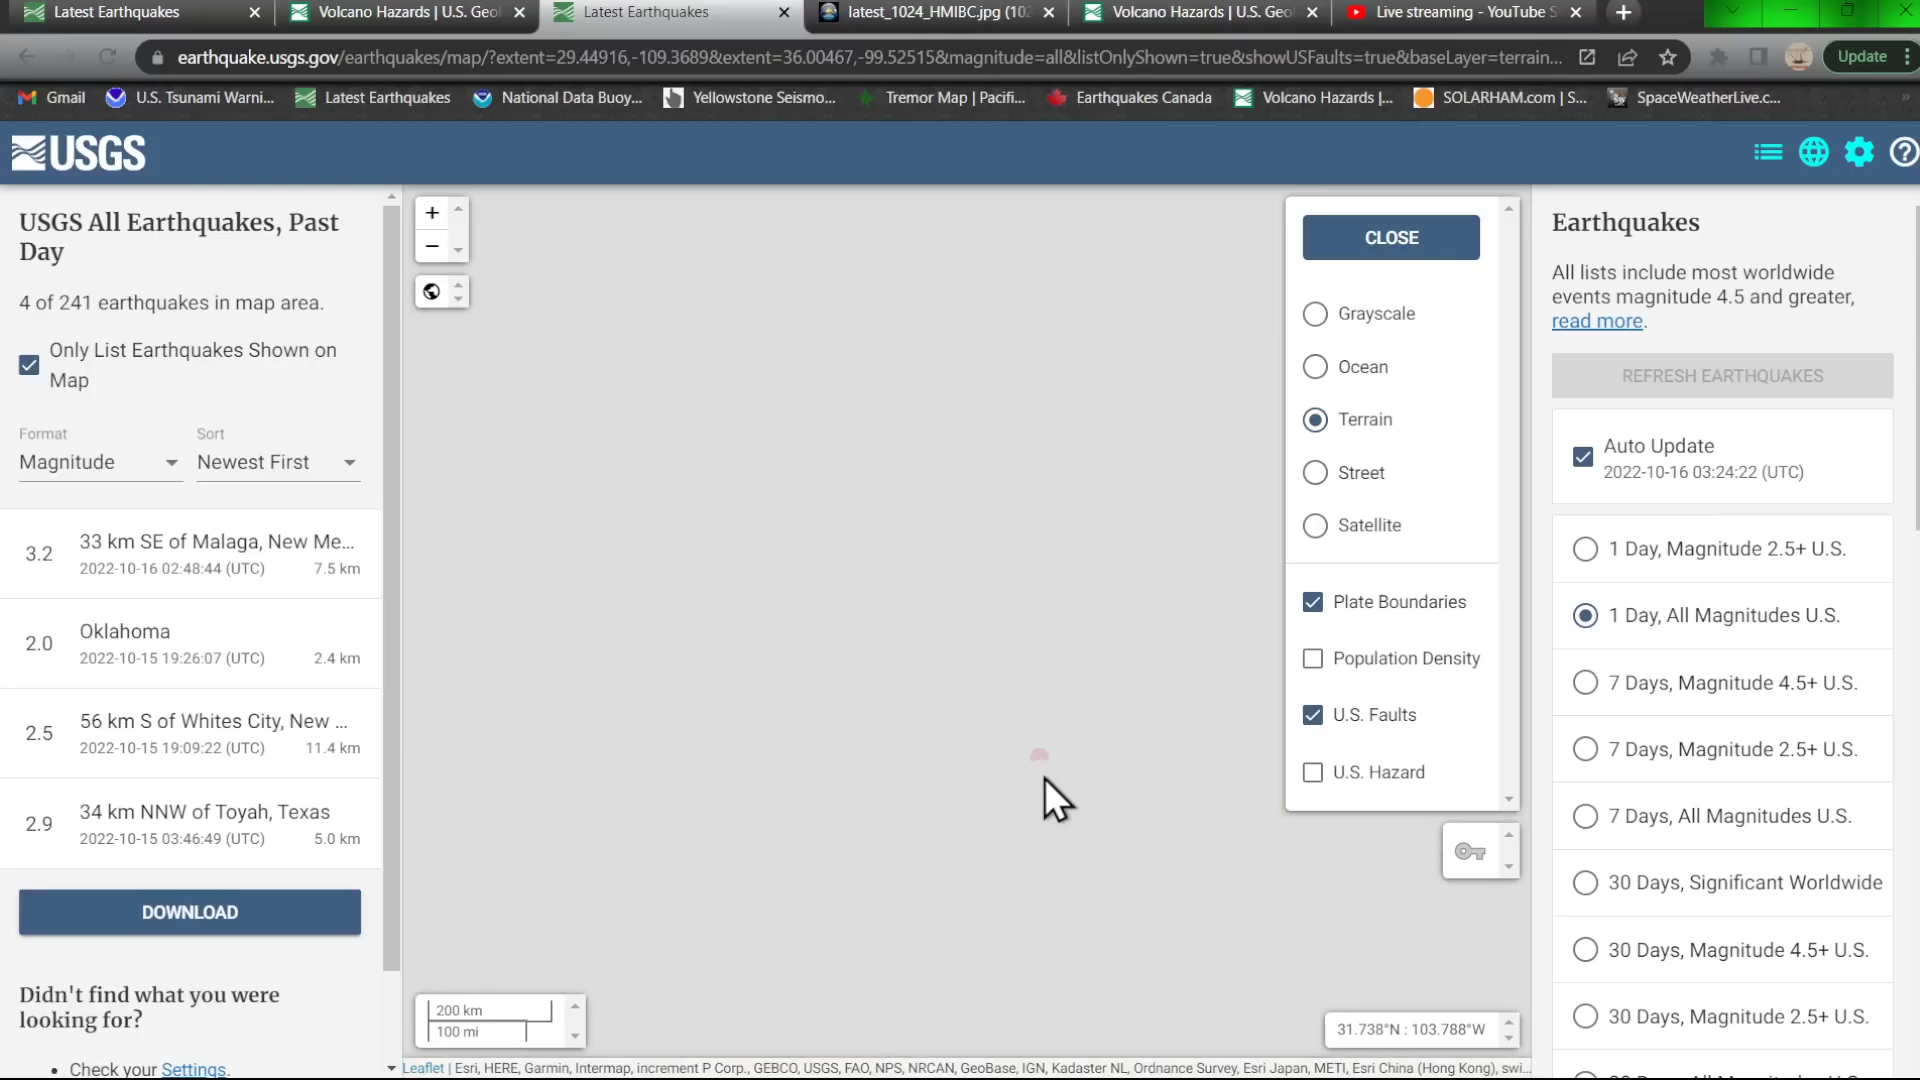 Latest Earthquakes
Volcano Hazards | U.S. Geol
Latest Earthquakes
latest_1024_HMIBC.jpg (102
Volcano Hazards | U.S. Geol
Live streaming - YouTube S
earthquake.usgs.gov/earthquakes/map/?extent=29.44916,-109.3689&extent=36.00467,-99.52515&magnitude=all&listOnlyShown=true&showUSFaults=true&baseLayer=terrain...
Update
Gmail
U.S. Tsunami Warni...
Latest Earthquakes
National Data Buoy...
Yellowstone Seismo...
Tremor Map | Pacifi...
Earthquakes Canada
Volcano Hazards |...
SOLARHAM.com | S...
SpaceWeatherLive.c...
USGS
USGS All Earthquakes, Past
Day
4 of 241 earthquakes in map area.
Only List Earthquakes Shown on
Map
Format
Sort
Magnitude
Newest First
3.2
33 km SE of Malaga, New Me...
2022-10-16 02:48:44 (UTC)
7.5 km
2.0
Oklahoma
2022-10-15 19:26:07 (UTC)
2.4 km
2.5
56 km S of Whites City, New ...
2022-10-15 19:09:22 (UTC)
11.4 km
2.9
34 km NNW of Toyah, Texas
2022-10-15 03:46:49 (UTC)
5.0 km
DOWNLOAD
Didn't find what you were
looking for?
• Check your Settings.
+
−
200 km
100 mi
CLOSE
Grayscale
Ocean
Terrain
Street
Satellite
Plate Boundaries
Population Density
U.S. Faults
U.S. Hazard
31.738°N : 103.788°W
Leaflet | Esri, HERE, Garmin, Intermap, increment P Corp., GEBCO, USGS, FAO, NPS, NRCAN, GeoBase, IGN, Kadaster NL, Ordnance Survey, Esri Japan, METI, Esri China (Hong Kong), swi...
Earthquakes
All lists include most worldwide
events magnitude 4.5 and greater,
read more.
REFRESH EARTHQUAKES
Auto Update
2022-10-16 03:24:22 (UTC)
1 Day, Magnitude 2.5+ U.S.
1 Day, All Magnitudes U.S.
7 Days, Magnitude 4.5+ U.S.
7 Days, Magnitude 2.5+ U.S.
7 Days, All Magnitudes U.S.
30 Days, Significant Worldwide
30 Days, Magnitude 4.5+ U.S.
30 Days, Magnitude 2.5+ U.S.